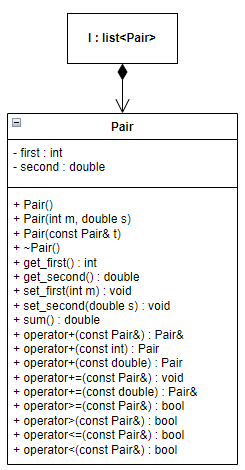 l : list<Pair>
Pair
- first : int
- second : double
+ Pair()
+ Pair(int m, double s)
+ Pair(const Pair& t)
+ ~Pair()
+ get_first() : int
+ get_second() : double
+ set_first(int m) : void
+ set_second(double s) : void
+ sum() : double
+ operator+(const Pair&) : Pair&
+ operator+(const int) : Pair
+ operator+(const double) : Pair
+ operator+=(const Pair&) : void
+ operator+=(const double) : Pair&
+ operator>=(const Pair&) : bool
+ operator>(const Pair&) : bool
+ operator<=(const Pair&) : bool
+ operator<(const Pair&) : bool